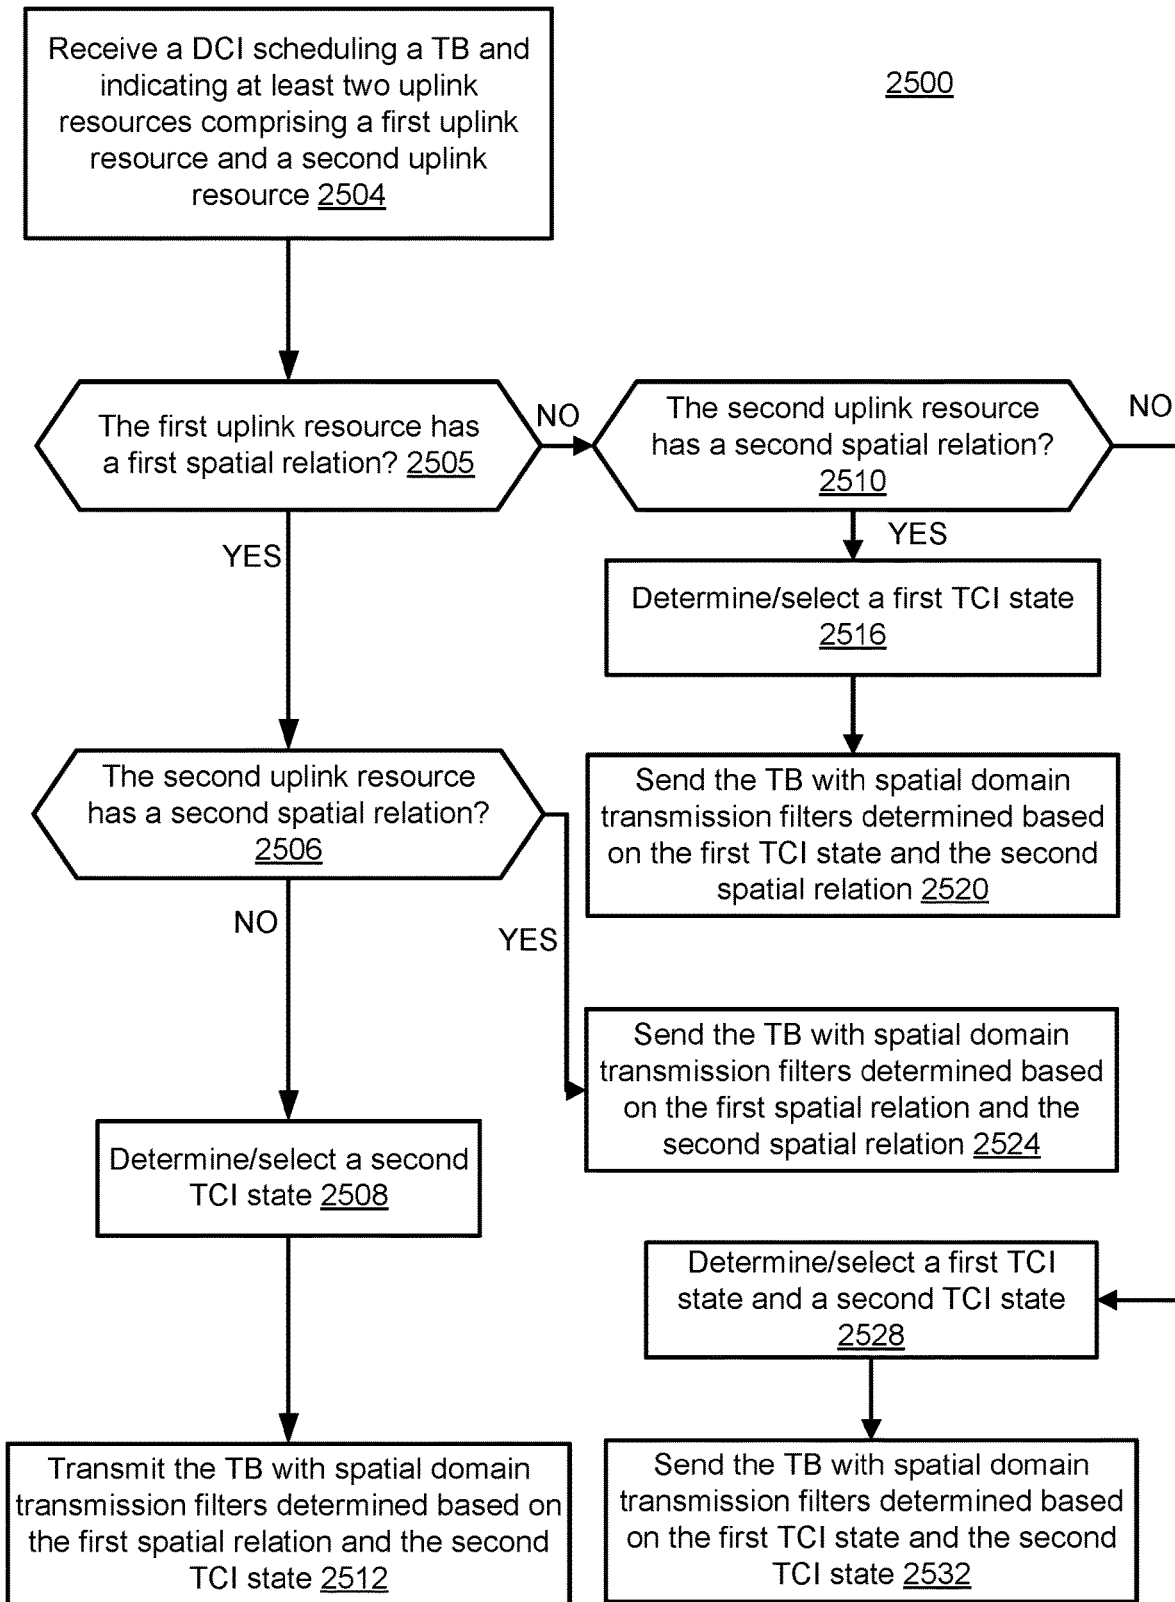 Receive a DCI scheduling a TB and
indicating at least two uplink
resources comprising a first uplink
resource and a second uplink
resource 2504
2500
The first uplink resource has
a first spatial relation? 2505
NO
The second uplink resource
has a second spatial relation?
2510
NO
YES
YES
Determine/select a first TCI state
2516
The second uplink resource
has a second spatial relation?
2506
Send the TB with spatial domain
transmission filters determined based
on the first TCI state and the second
spatial relation 2520
NO
YES
Send the TB with spatial domain
transmission filters determined based
on the first spatial relation and the
second spatial relation 2524
Determine/select a second
TCI state 2508
Determine/select a first TCI
state and a second TCI state
2528
Transmit the TB with spatial domain
transmission filters determined based on
the first spatial relation and the second
TCI state 2512
Send the TB with spatial domain
transmission filters determined based
on the first TCI state and the second
TCI state 2532